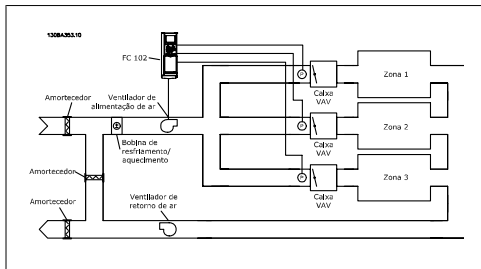 130BA353.10
FC 102
Ventilador de
alimentação de ar
Amortecedor
Bobina de
resfriamento/
aquecimento
Amortecedor
Amortecedor
Ventilador de
retorno de ar
P
Caixa
VAV
Zona 1
P
Caixa
VAV
Zona 2
P
Caixa
VAV
Zona 3